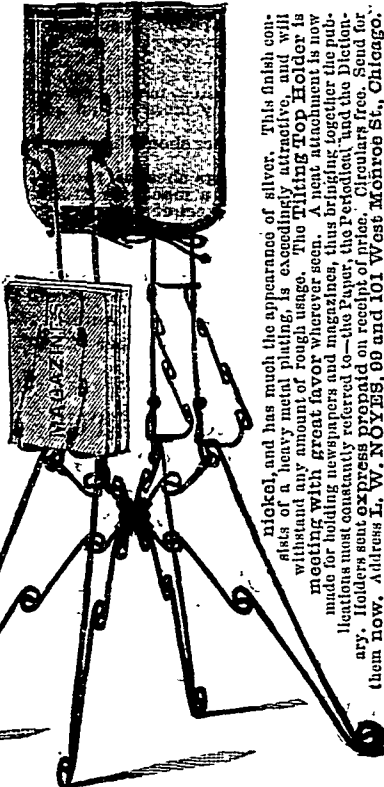 MAGAZINES
nickel, and has much the appearance of silver. This finish con-
sists of a heavy metal plating, is exceedingly attractive, and will
withstand any amount of rough usage. The Tilting Top Holder is
meeting with great favor wherever seen. A neat attachment is now
made for holding newspapers and magazines, thus bringing together the pub-
lications most constantly referred to—the Paper, the Periodical and the Diction-
ary. Holders sent express prepaid on receipt of price. Circulars free. Send for
them now. Address L. W. NOYES, 99 and 101 West Monroe St., Chicago.